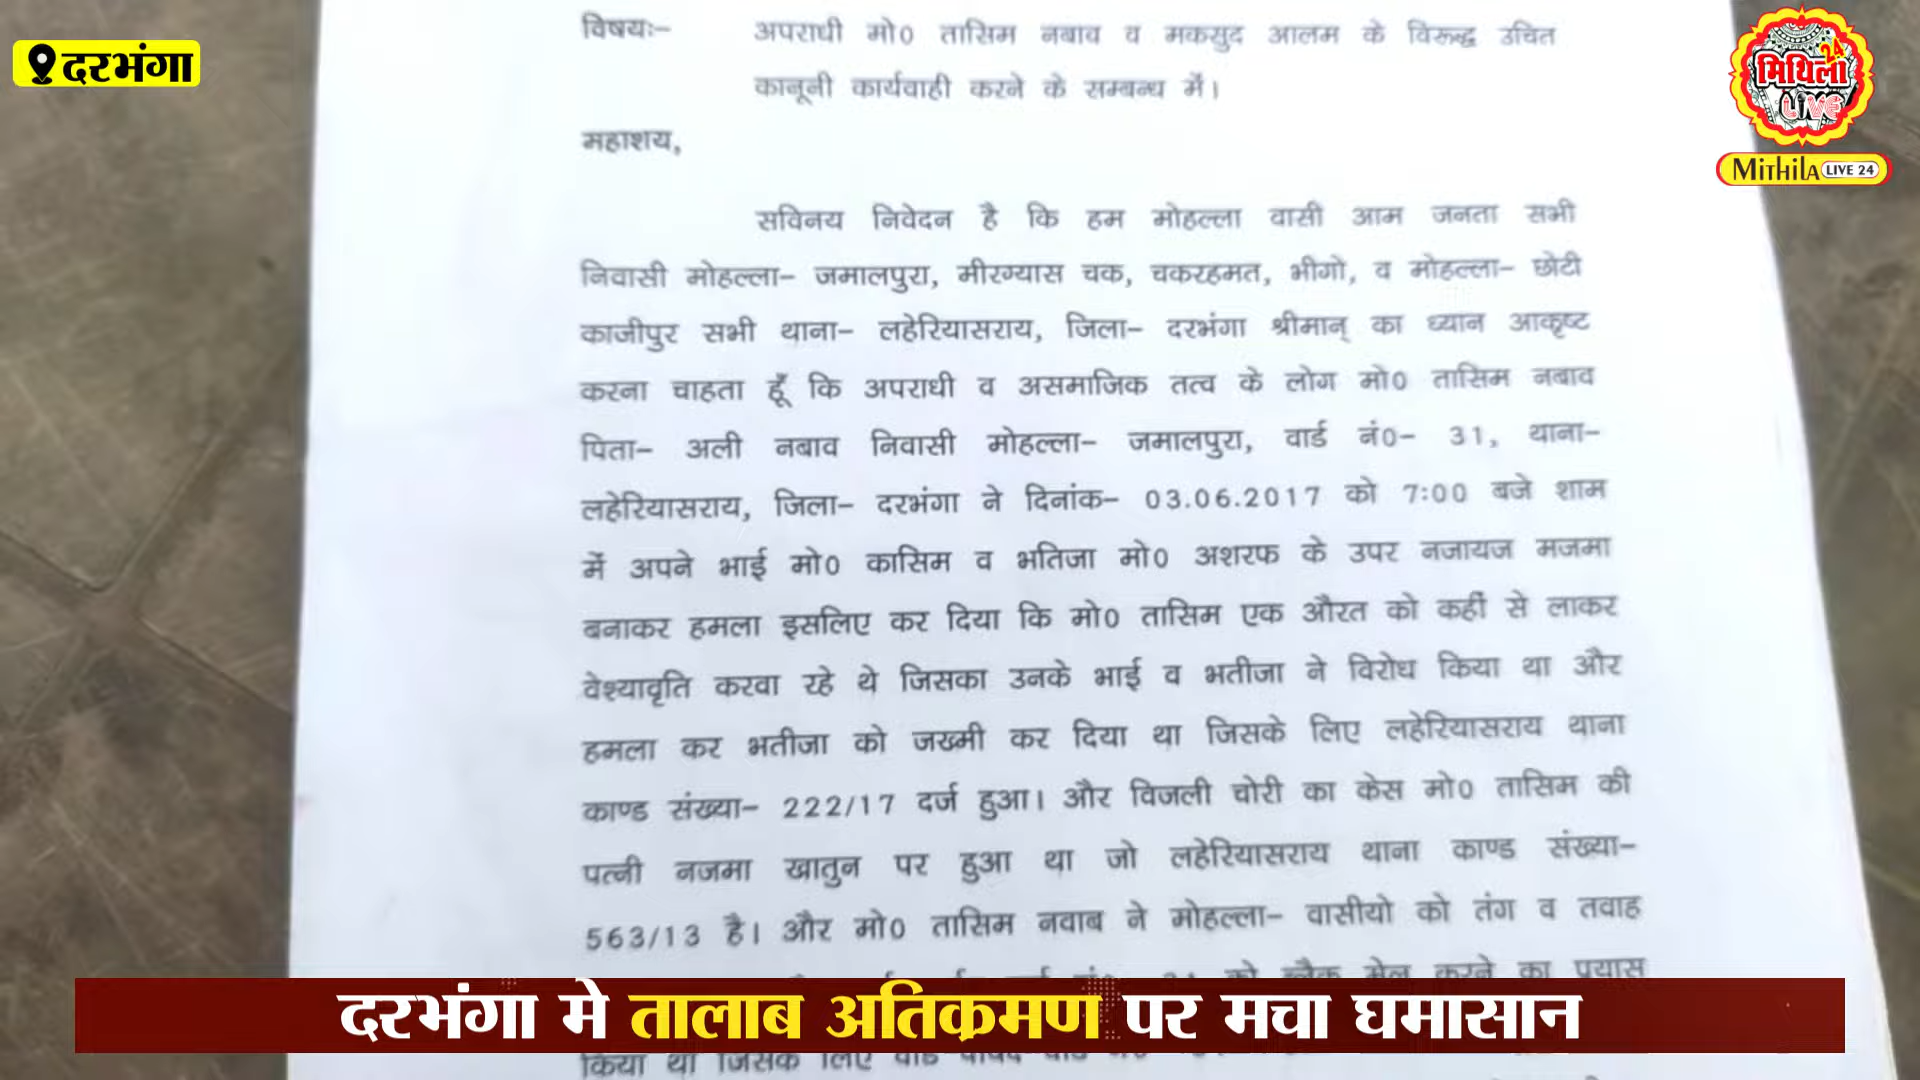 दरभंगा
मिथिला 24
LIVE
MITHILA LIVE 24
विषयः- अपराधी मो0 तासिम नबाव व मकसुद आलम के विरूद्ध उचित
कानूनी कार्यवाही करने के सम्बन्ध में।
महाशय,
सविनय निवेदन है कि हम मोहल्ला वासी आम जनता सभी
निवासी मोहल्ला- जमालपुरा, मीरग्यास चक, चकरहमत, भीगो, व मोहल्ला- छोटी
काजीपुर सभी थाना- लहेरियासराय, जिला- दरभंगा श्रीमान् का ध्यान आकृष्ट
करना चाहता हूँ कि अपराधी व असमाजिक तत्व के लोग मो0 तासिम नबाव
पिता- अली नबाव निवासी मोहल्ला- जमालपुरा, वार्ड नं0- 31, थाना-
लहेरियासराय, जिला- दरभंगा ने दिनांक- 03.06.2017 को 7:00 बजे शाम
में अपने भाई मो0 कासिम व भतिजा मो0 अशरफ के उपर नजायज मजमा
बनाकर हमला इसलिए कर दिया कि मो0 तासिम एक औरत को कहीं से लाकर
वेश्यावृति करवा रहे थे जिसका उनके भाई व भतीजा ने विरोध किया था और
हमला कर भतीजा को जख्मी कर दिया था जिसके लिए लहेरियासराय थाना
काण्ड संख्या- 222/17 दर्ज हुआ। और विजली चोरी का केस मो0 तासिम की
पत्नी नजमा खातुन पर हुआ था जो लहेरियासराय थाना काण्ड संख्या-
563/13 है। और मो0 तासिम नवाब ने मोहल्ला- वासीयो को तंग व तवाह
को ब्लैक मेल करने का प्रयास
दरभंगा मे तालाब अतिक्रमण पर मचा घमासान
किया था जिसके लिए वार्ड